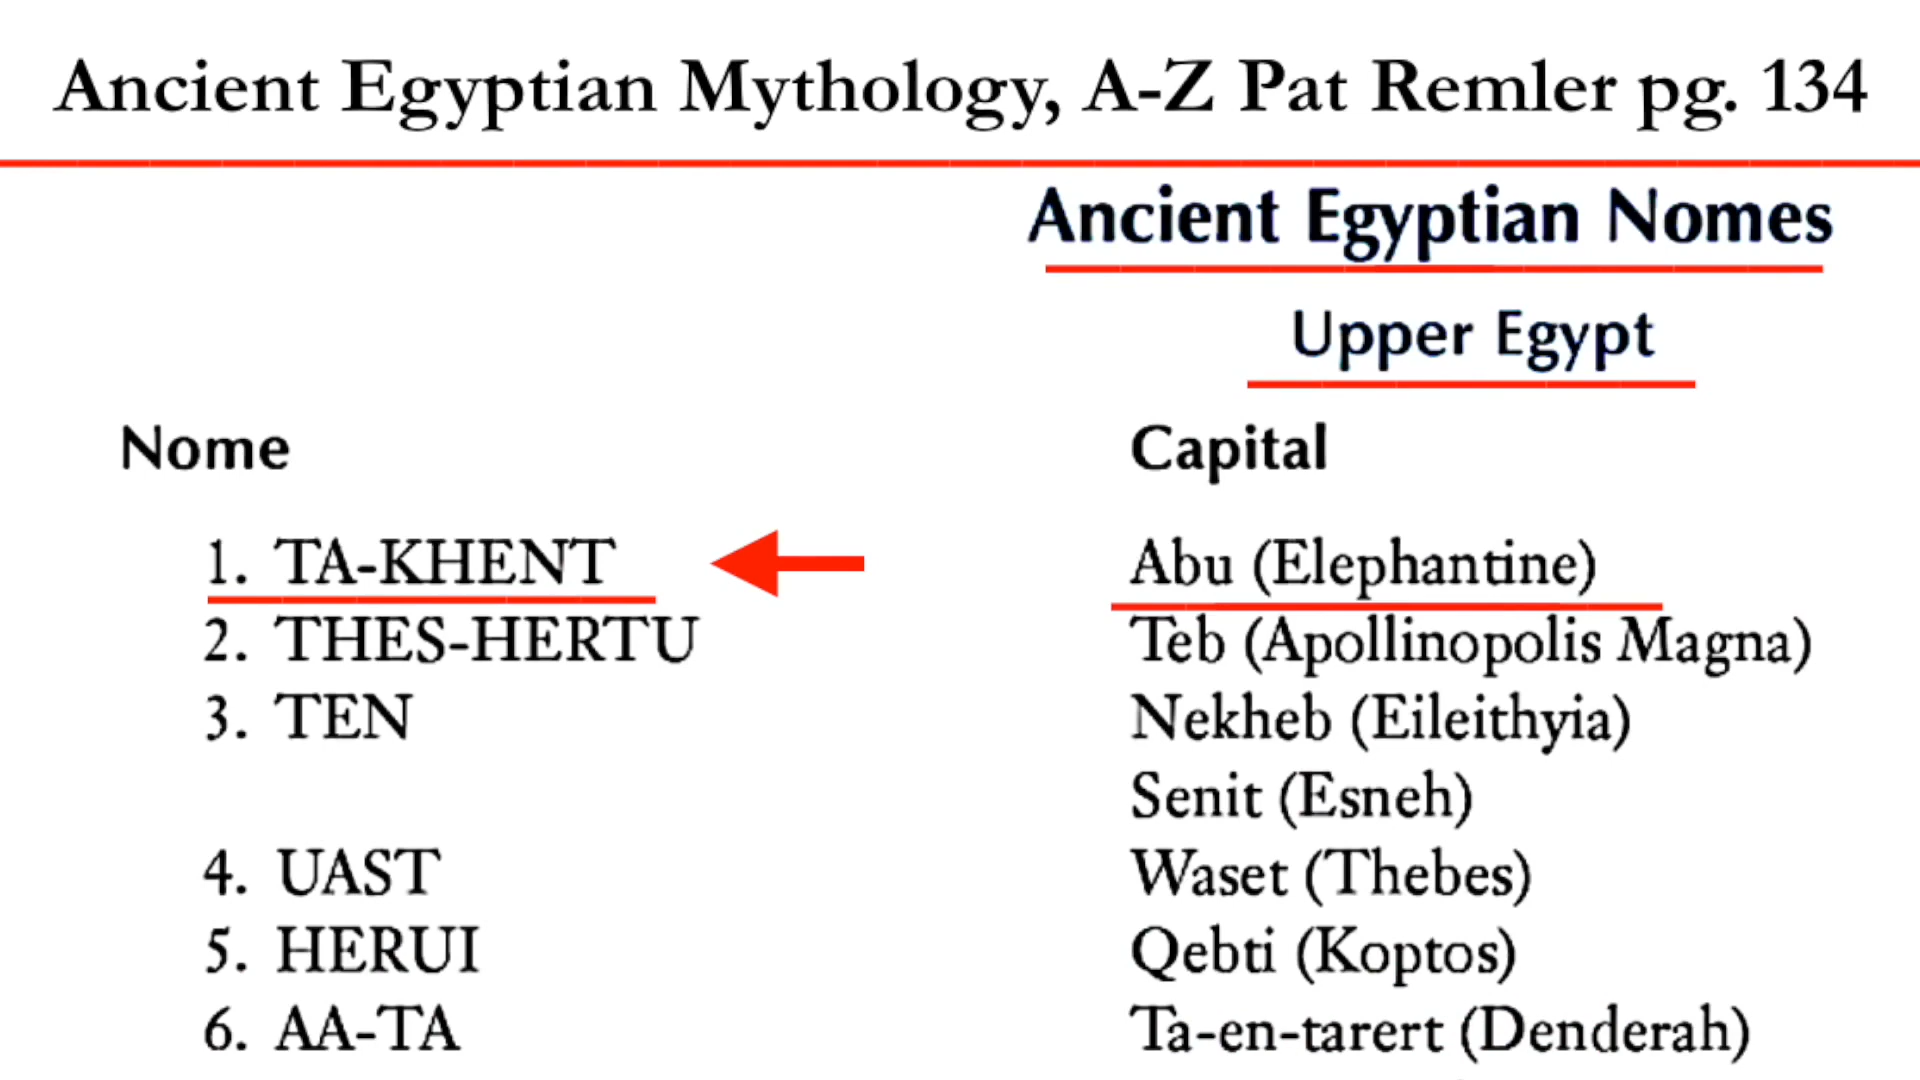 Ancient Egyptian Mythology, A-Z Pat Remler pg. 134
Ancient Egyptian Nomes
Upper Egypt
Nome Capital
1. TA-KHENT Abu (Elephantine)
2. THES-HERTU Teb (Apollinopolis Magna)
3. TEN Nekheb (Eileithyia)
Senit (Esneh)
4. UAST Waset (Thebes)
5. HERUI Qebti (Koptos)
6. AA-TA Ta-en-tarert (Denderah)